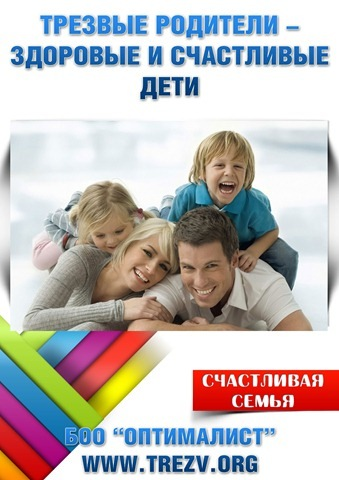 ТРЕЗВЫЕ РОДИТЕЛИ –
ЗДОРОВЫЕ И СЧАСТЛИВЫЕ
ДЕТИ
СЧАСТЛИВАЯ
СЕМЬЯ
БОО “ОПТИМАЛИСТ”
WWW.TREZV.ORG